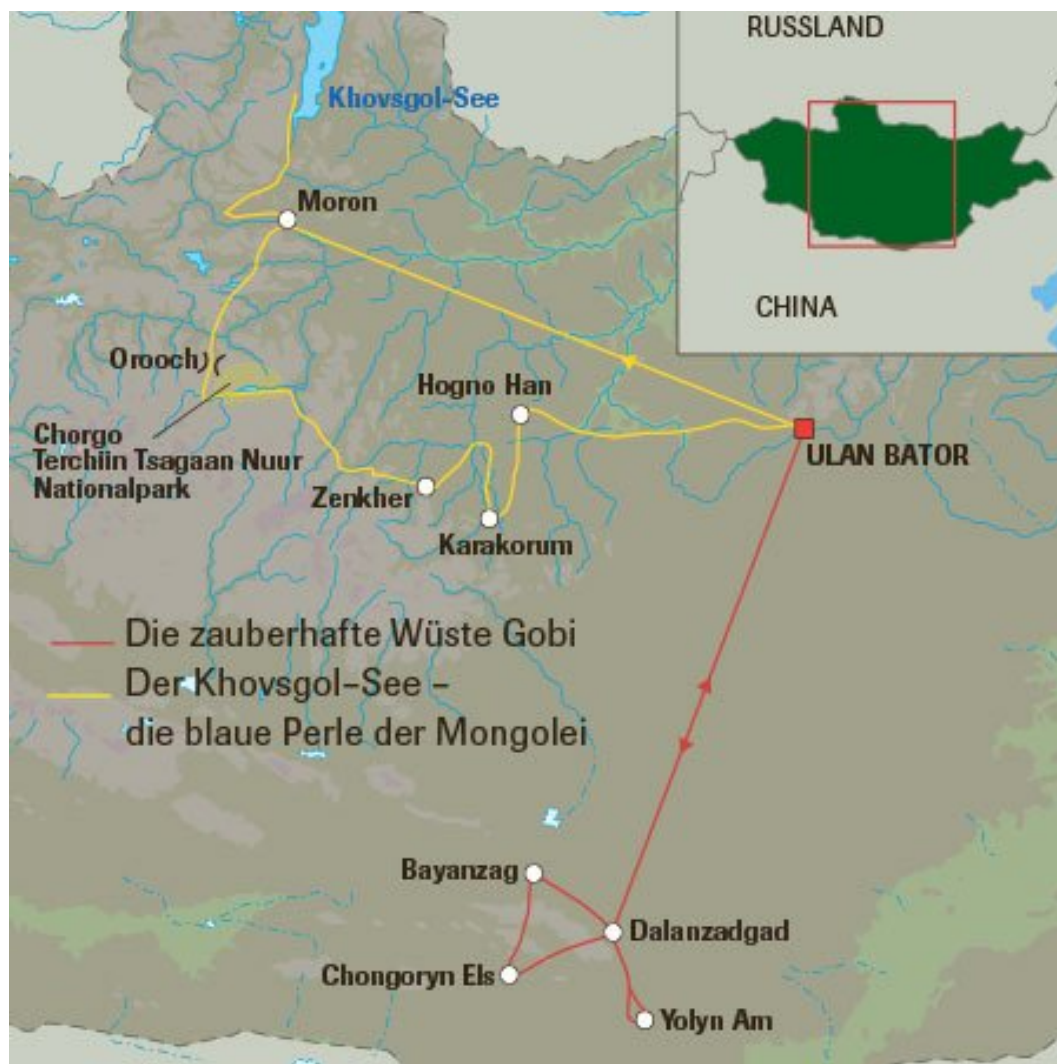 RUSSLAND
CHINA
Khovsgol-See
Moron
Orooch
Hogno Han
Chorgo
Terchiin Tsagaan Nuur
Nationalpark
ULAN BATOR
Zenkher
Karakorum
Die zauberhafte Wüste Gobi
Der Khovsgol-See –
die blaue Perle der Mongolei
Bayanzag
Dalanzadgad
Chongoryn Els
Yolyn Am